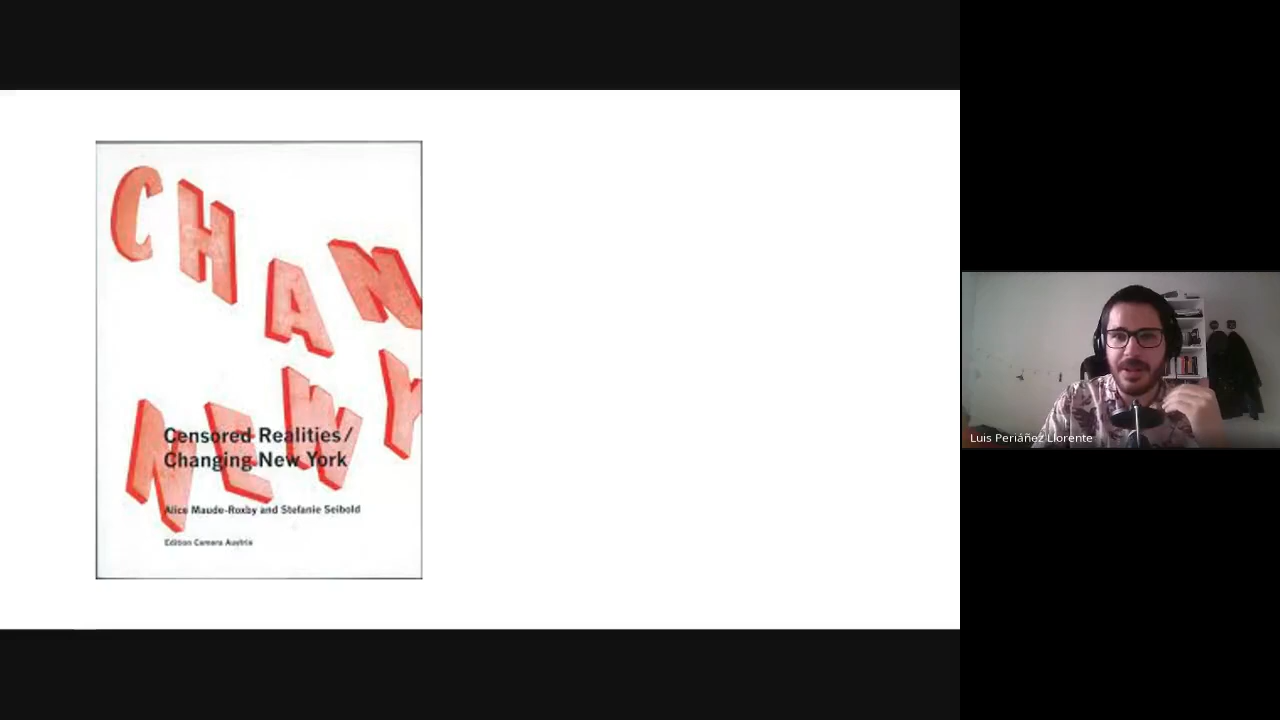 CHAN
NEWY
Censored Realities /
Changing New York
Alice Maude-Roxby and Stefanie Seibold
Edition Camera Austria
Luis Periáñez Llorente